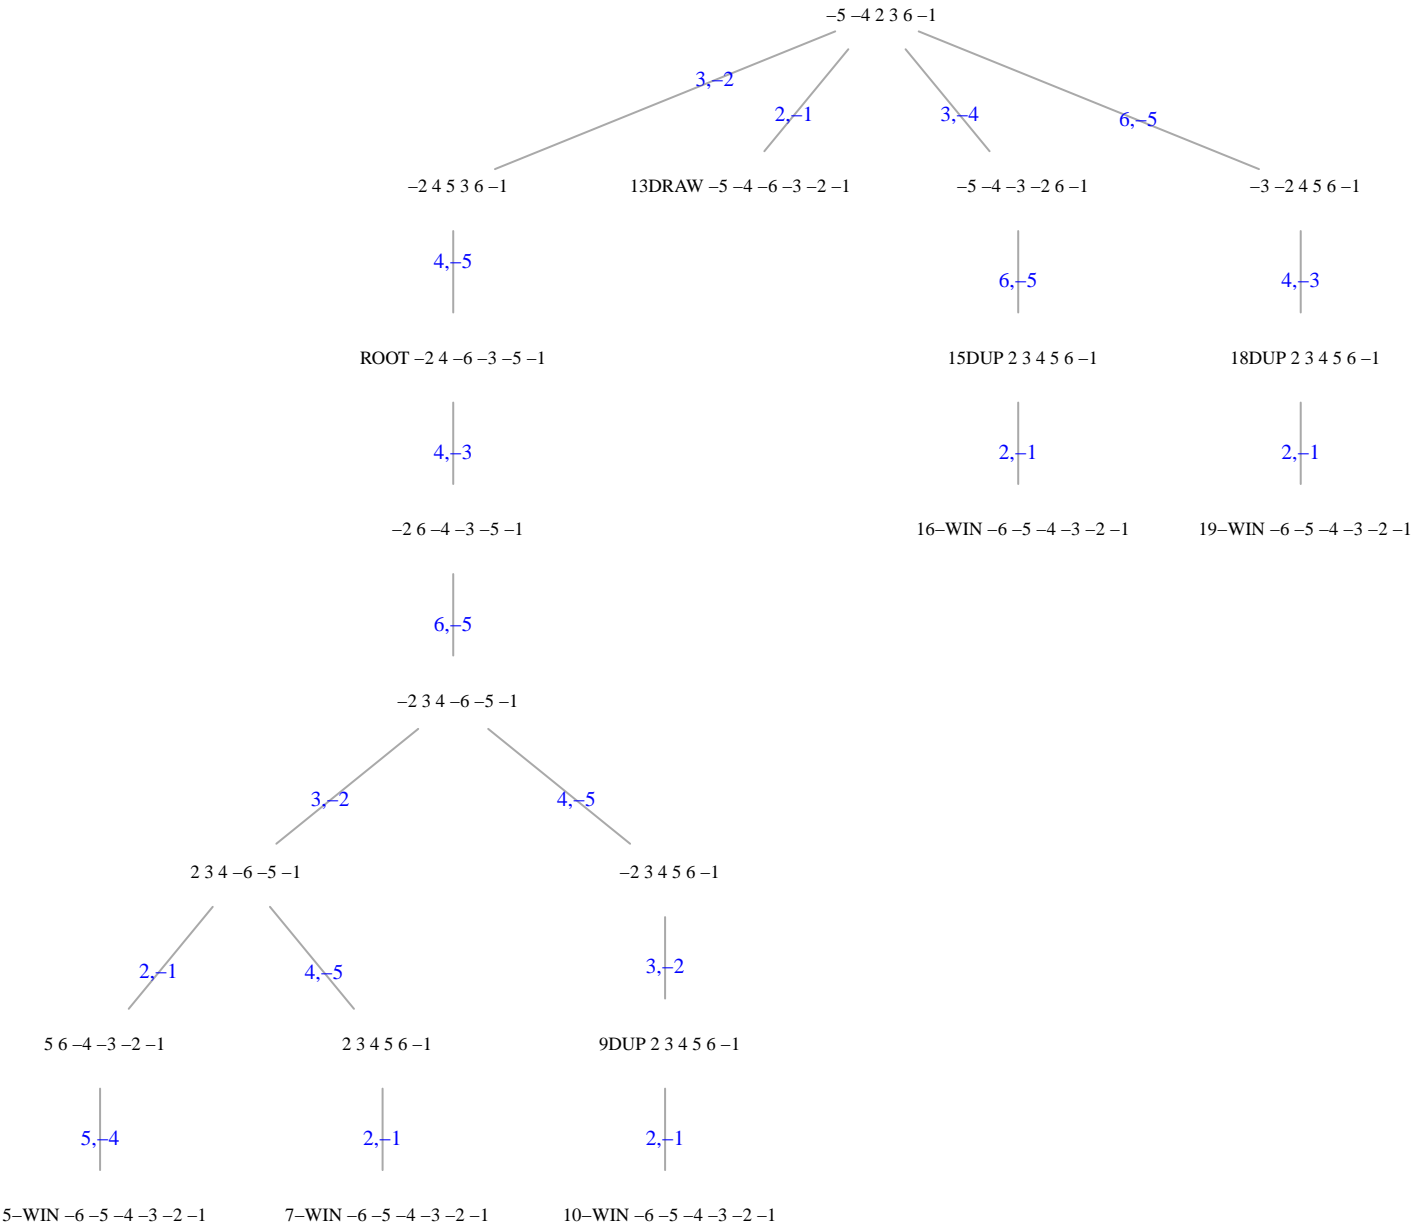 –5 –4 2 3 6 –1
3,–2
2,–1
3,–4
6,–5
–2 4 5 3 6 –1
13DRAW –5 –4 –6 –3 –2 –1
–5 –4 –3 –2 6 –1
–3 –2 4 5 6 –1
4,–5
6,–5
4,–3
ROOT –2 4 –6 –3 –5 –1
15DUP 2 3 4 5 6 –1
18DUP 2 3 4 5 6 –1
4,–3
2,–1
2,–1
–2 6 –4 –3 –5 –1
16–WIN –6 –5 –4 –3 –2 –1
19–WIN –6 –5 –4 –3 –2 –1
6,–5
–2 3 4 –6 –5 –1
3,–2
4,–5
2 3 4 –6 –5 –1
–2 3 4 5 6 –1
2,–1
4,–5
3,–2
5 6 –4 –3 –2 –1
2 3 4 5 6 –1
9DUP 2 3 4 5 6 –1
5,–4
2,–1
2,–1
5–WIN –6 –5 –4 –3 –2 –1
7–WIN –6 –5 –4 –3 –2 –1
10–WIN –6 –5 –4 –3 –2 –1